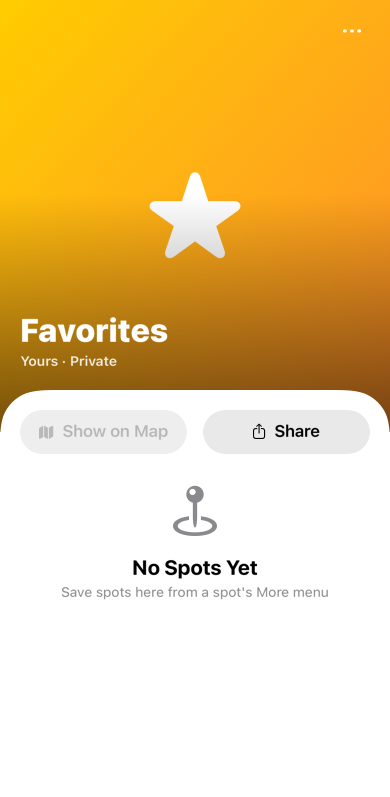 Favorites
Yours · Private
Show on Map
Share
No Spots Yet
Save spots here from a spot's More menu